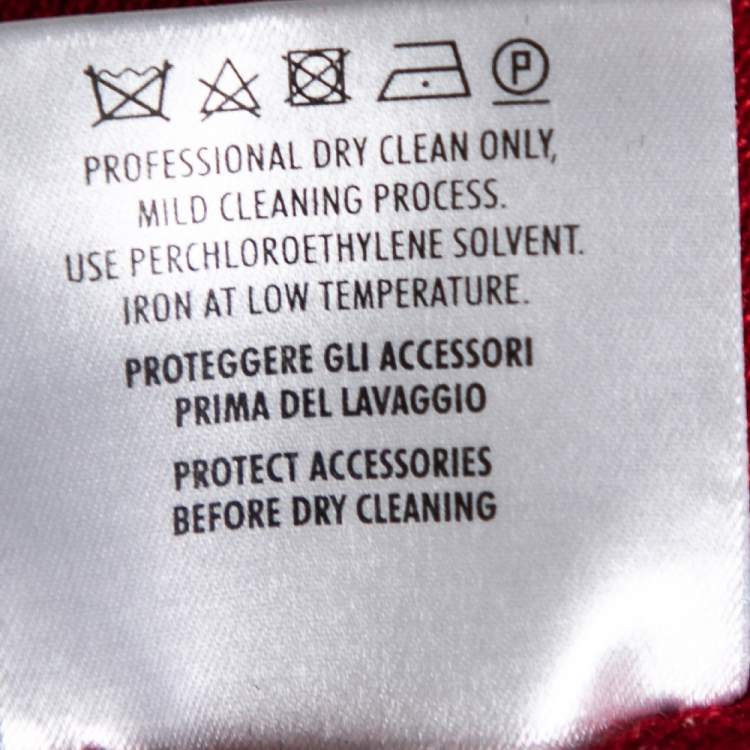 P
PROFESSIONAL DRY CLEAN ONLY,
MILD CLEANING PROCESS.
USE PERCHLOROETHYLENE SOLVENT.
IRON AT LOW TEMPERATURE.
PROTEGGERE GLI ACCESSORI
PRIMA DEL LAVAGGIO
PROTECT ACCESSORIES
BEFORE DRY CLEANING